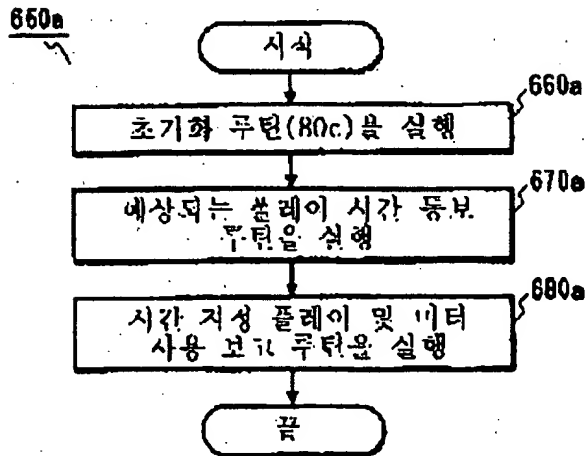 650a
시작
660a
초기화 루틴(80c)을 실행
670a
예상되는 플레이 시간 통보
루틴을 실행
680a
시간 지정 플레이 및 미터
사용 보고 루틴을 실행
끝